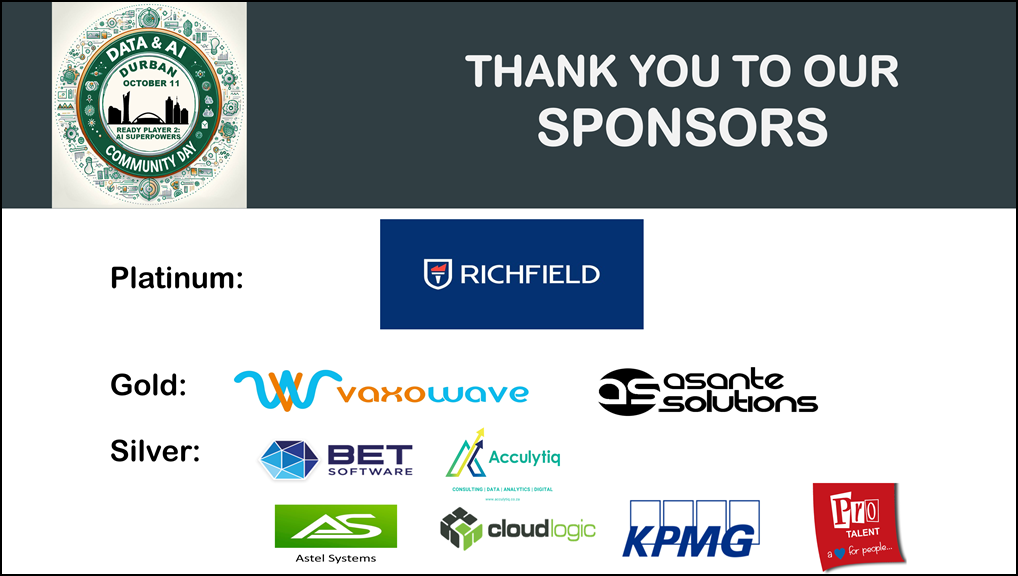 DATA & AI
DURBAN
OCTOBER 11
READY PLAYER 2:
AI SUPERPOWERS
COMMUNITY DAY
THANK YOU TO OUR
SPONSORS
Platinum:
RICHFIELD
Gold:
vaxowave
as
asante
solutions
Silver:
BET
SOFTWARE
Acculytiq
CONSULTING | DATA | ANALYTICS | DIGITAL
AS
Astel Systems
cloudlogic
KPMG
PrO
TALENT
a for people...